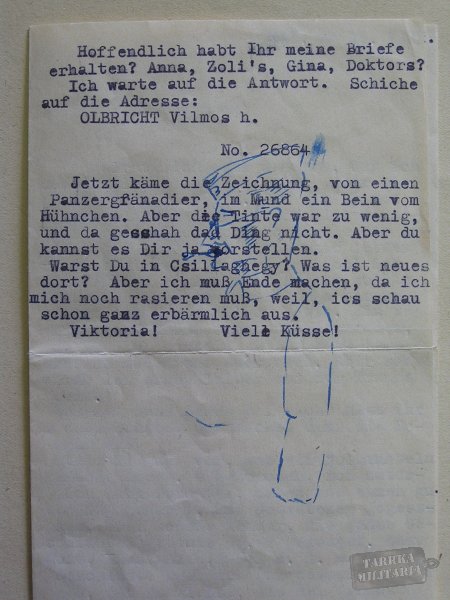 Hoffendlich habt Ihr meine Briefe
erhalten? Anna, Zoli's, Gina, Doktors?
Ich warte auf die Antwort. Schiche
auf die Adresse:
OLBRICHT Vilmos h.
No. 26864
Jetzt käme die Zeichnung, von einen
Panzergfänadier, im Mund ein Bein vom
Hühnchen. Aber die Tinte war zu wenig,
und da geschah dad Ding nicht. Aber du
kannst es Dir ja vorstellen.
Warst Du in Csillaghegy? Was ist neues
dort? Aber ich muß Ende machen, da ich
mich noch rasieren muß, weil, ics schau
schon ganz erbärmlich aus.
Viktoria! Viele Küsse!
TARRKA
MILITARIA